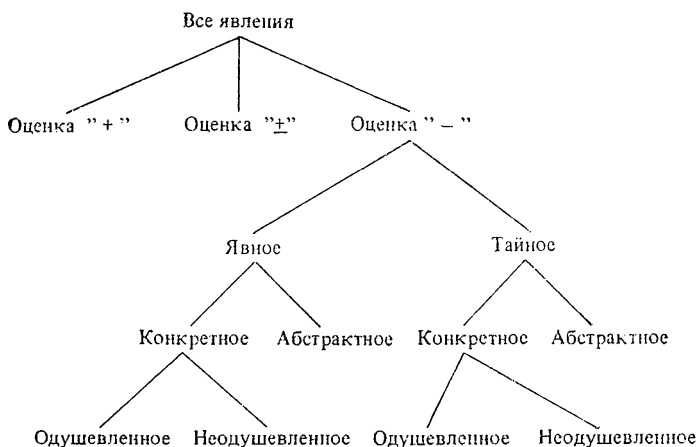 Все явления
Оценка ” + ” Оценка ”±” Оценка ” – ”
Явное Тайное
Конкретное Абстрактное Конкретное Абстрактное
Одушевленное Неодушевленное Одушевленное Неодушевленное